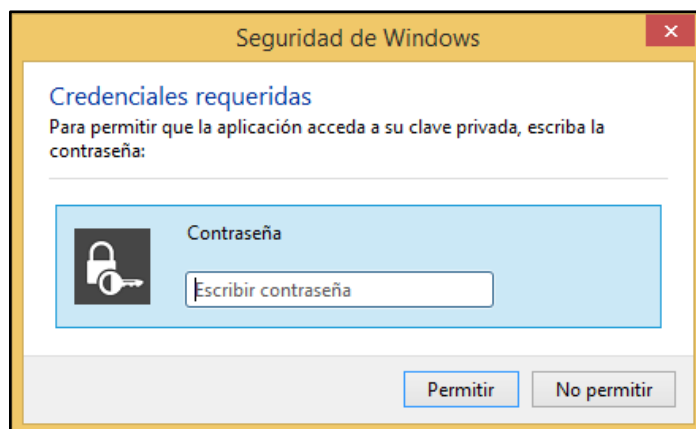 Seguridad de Windows
Credenciales requeridas
Para permitir que la aplicación acceda a su clave privada, escriba la
contraseña:
Contraseña
Escribir contraseña
Permitir
No permitir